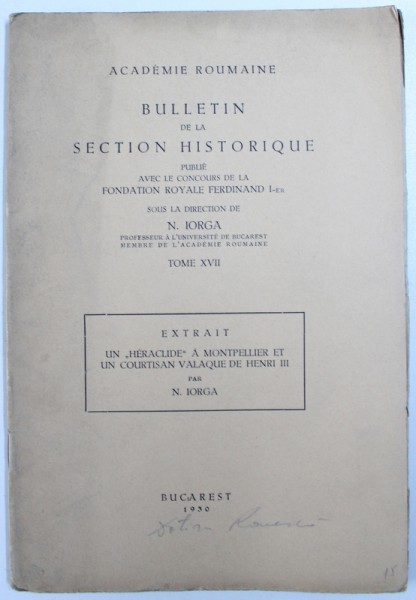 ACADÉMIE ROUMAINE
BULLETIN
DE LA
SECTION HISTORIQUE
PUBLIÉ
AVEC LE CONCOURS DE LA
FONDATION ROYALE FERDINAND I-ER
SOUS LA DIRECTION DE
N. IORGA
PROFESSEUR À L'UNIVERSITÉ DE BUCAREST
MEMBRE DE L'ACADÉMIE ROUMAINE
TOME XVII
EXTRAIT
UN „HÉRACLIDE“ À MONTPELLIER ET
UN COURTISAN VALAQUE DE HENRI III
PAR
N. IORGA
BUCAREST
1930